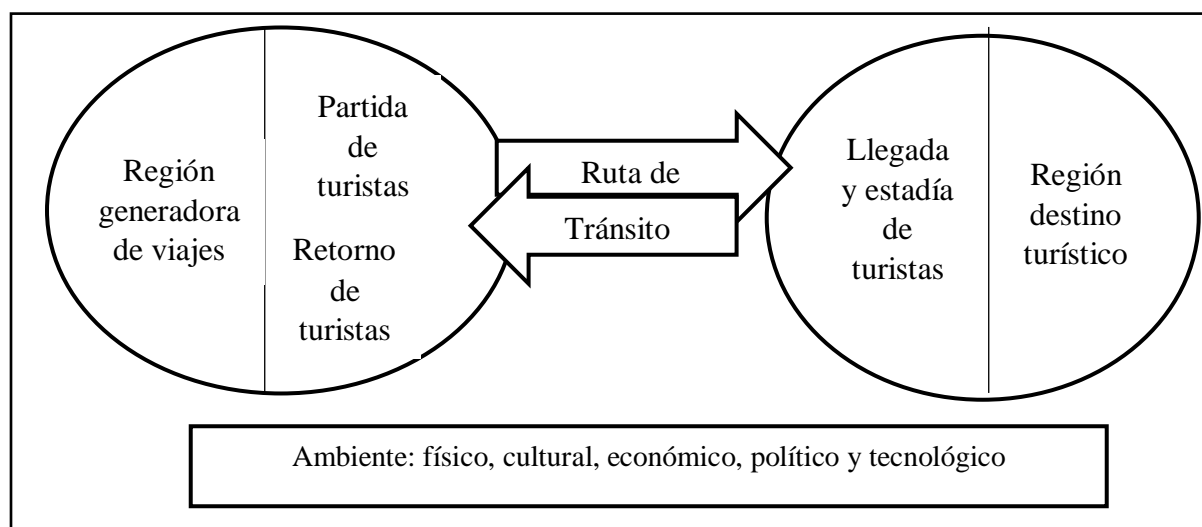 Región
generadora
de viajes
Partida
de
turistas
Retorno
de
turistas
Ruta de
Tránsito
Llegada
y estadía
de
turistas
Región
destino
turístico
Ambiente: físico, cultural, económico, político y tecnológico